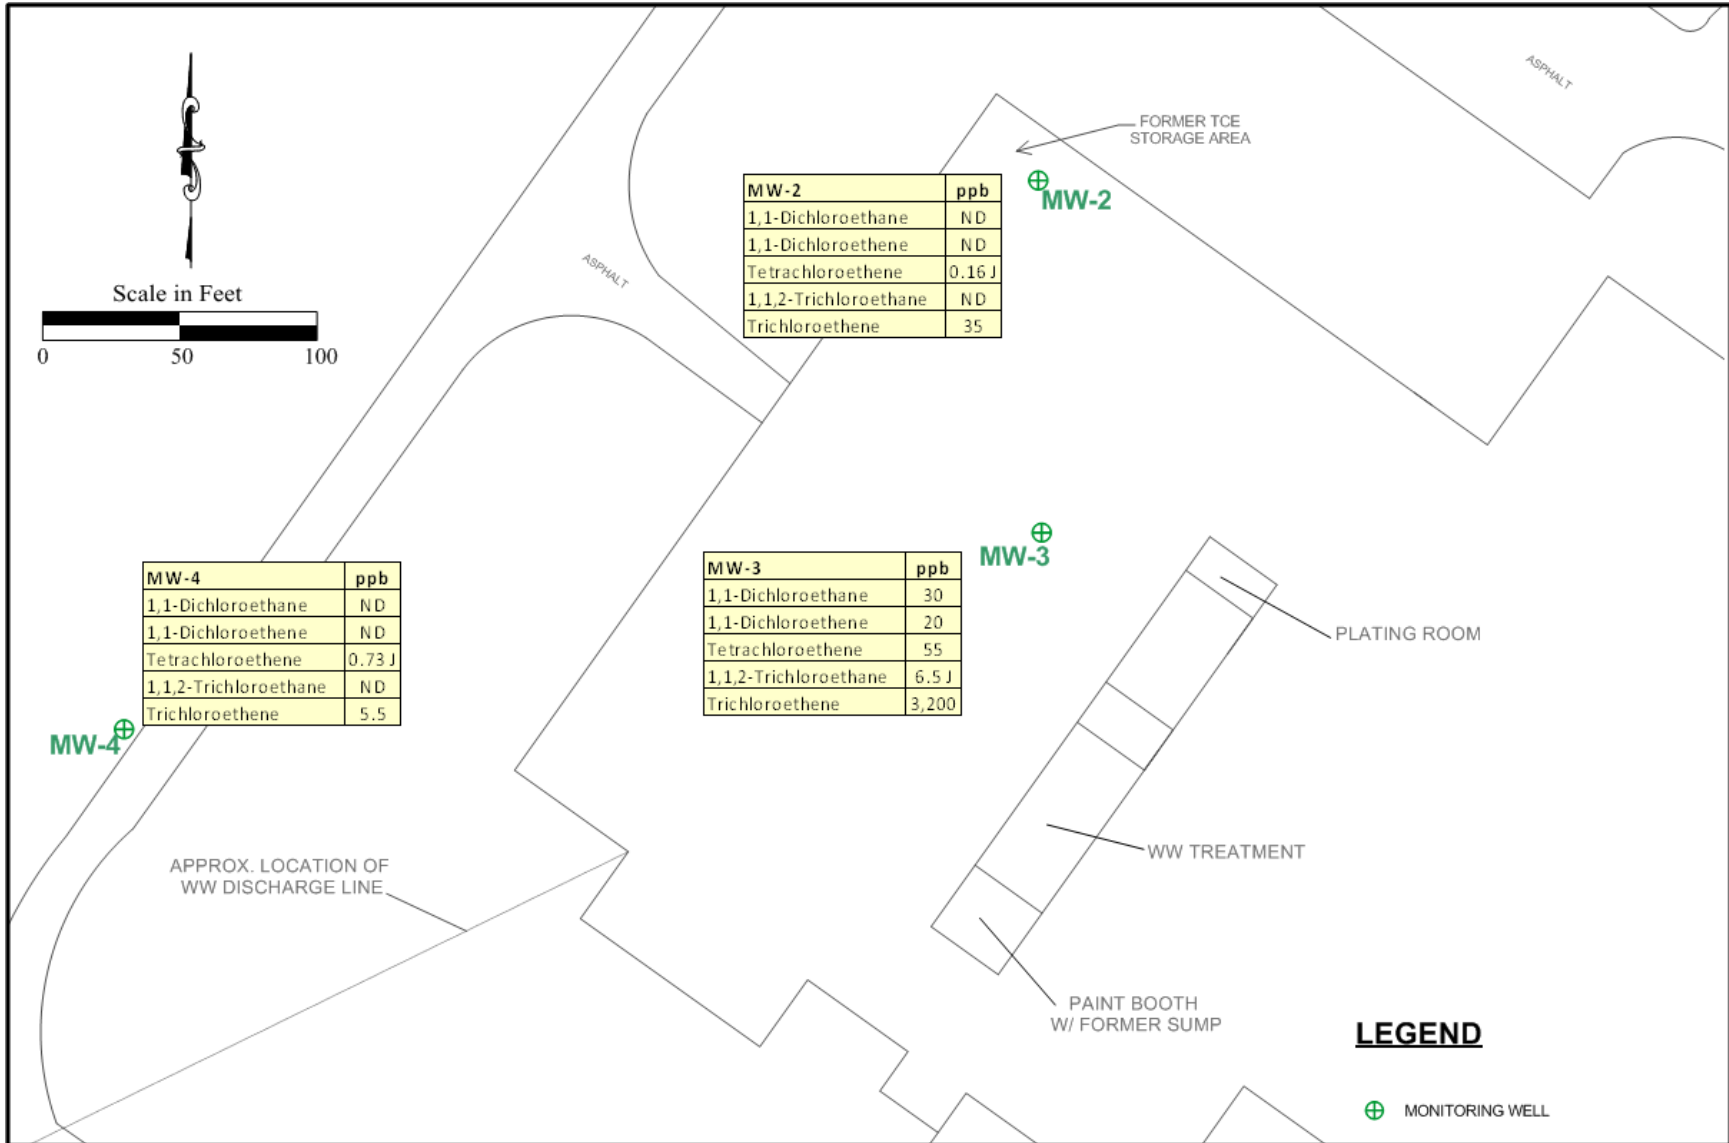 ASPHALT
FORMER TCE
STORAGE AREA
MW-2
MW-2 ppb
1,1-Dichloroethane ND
1,1-Dichloroethene ND
Tetrachloroethene 0.16 J
1,1,2-Trichloroethane ND
Trichloroethene 35
ASPHALT
Scale in Feet
0 50 100
MW-3
MW-3 ppb
1,1-Dichloroethane 30
1,1-Dichloroethene 20
Tetrachloroethene 55
1,1,2-Trichloroethane 6.5 J
Trichloroethene 3,200
MW-4 ppb
1,1-Dichloroethane ND
1,1-Dichloroethene ND
Tetrachloroethene 0.73 J
1,1,2-Trichloroethane ND
Trichloroethene 5.5
MW-4
PLATING ROOM
WW TREATMENT
APPROX. LOCATION OF
WW DISCHARGE LINE
PAINT BOOTH
W/ FORMER SUMP
LEGEND
MONITORING WELL